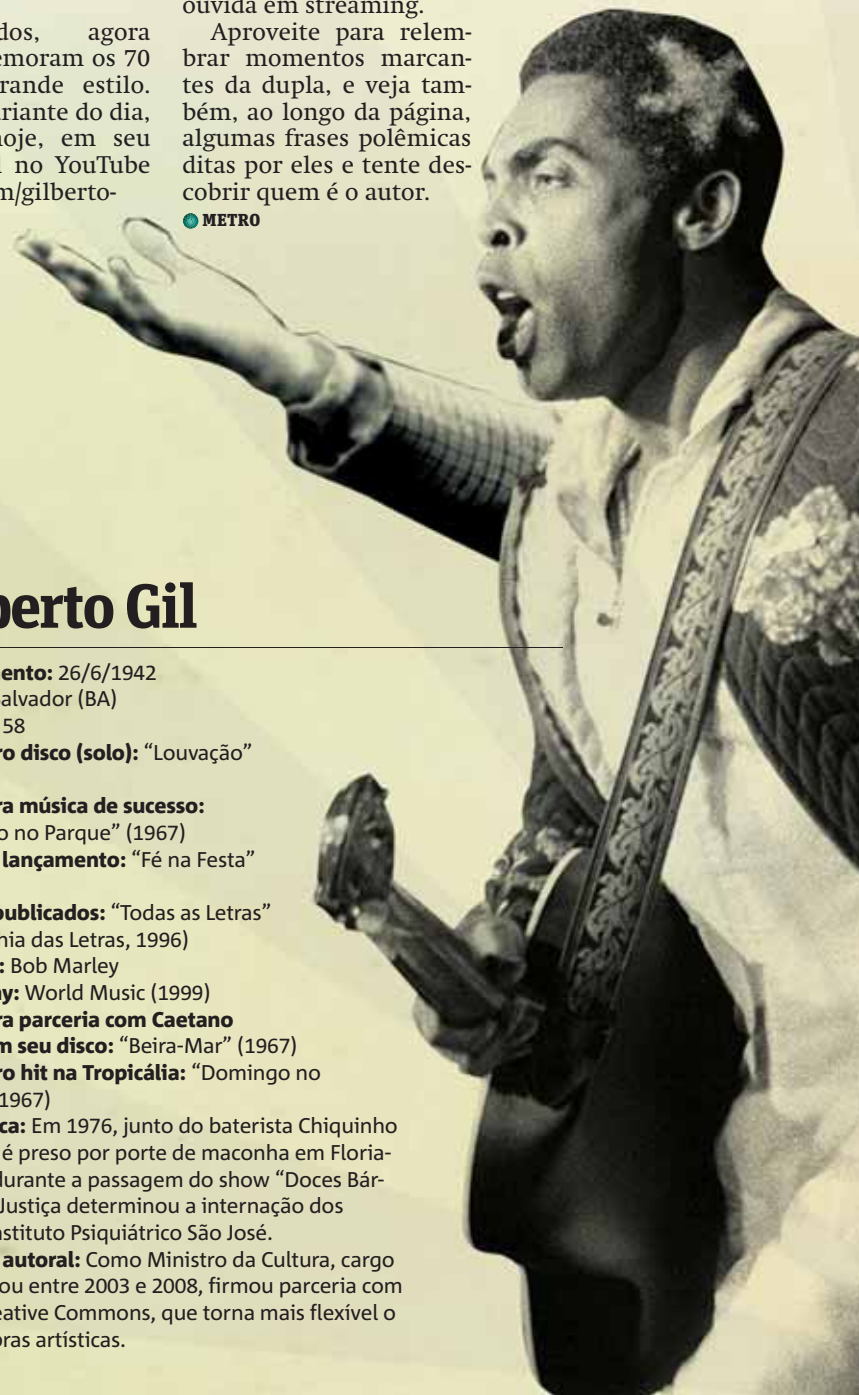 dos, agora
emoram os 70
rande estilo.
riante do dia,
noje, em seu
l no YouTube
m/gilberto-
ouvida em streaming.
Aproveite para relem-
brar momentos marcan-
tes da dupla, e veja tam-
bém, ao longo da página,
algumas frases polêmicas
ditas por eles e tente des-
cobrir quem é o autor.
METRO
berto Gil
ento: 26/6/1942
Salvador (BA)
58
ro disco (solo): “Louvação”
ra música de sucesso:
o no Parque” (1967)
lançamento: “Fé na Festa”
publicados: “Todas as Letras”
hia das Letras, 1996)
: Bob Marley
ny: World Music (1999)
ra parceria com Caetano
m seu disco: “Beira-Mar” (1967)
ro hit na Tropicália: “Domingo no
1967)
ca: Em 1976, junto do baterista Chiquinho
é preso por porte de maconha em Floria-
durante a passagem do show “Doces Bár-
Justiça determinou a internação dos
nstituto Psiquiátrico São José.
autoral: Como Ministro da Cultura, cargo
ou entre 2003 e 2008, firmou parceria com
eative Commons, que torna mais flexível o
bras artísticas.